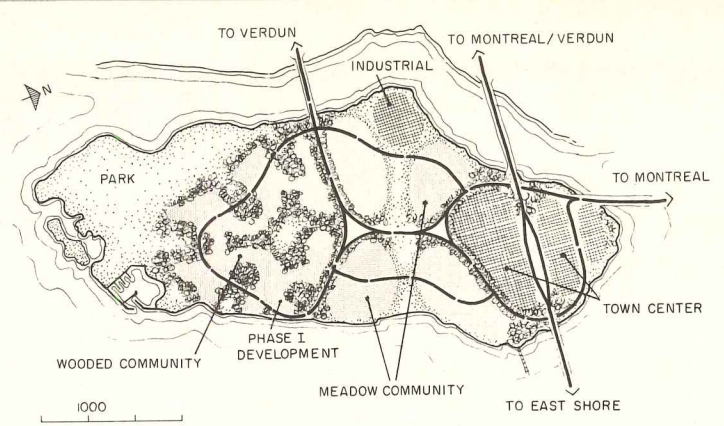 TO VERDUN
TO MONTREAL/VERDUN
INDUSTRIAL
N
TO MONTREAL
PARK
TOWN CENTER
PHASE I
DEVELOPMENT
WOODED COMMUNITY
MEADOW COMMUNITY
TO EAST SHORE
1000